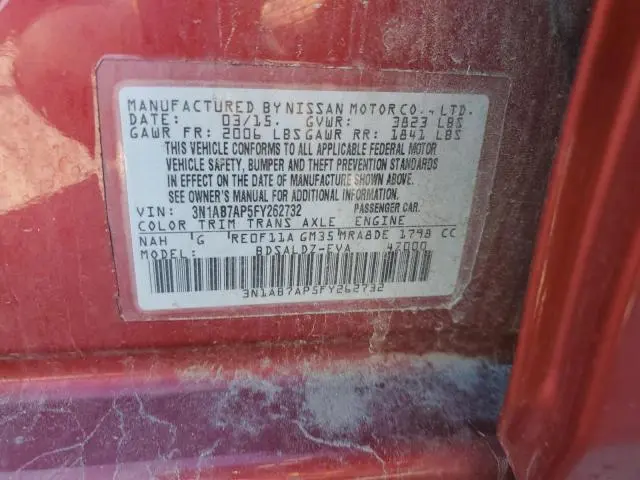 MANUFACTURED BY NISSAN MOTOR CO., LTD.
DATE: 03/15. GVWR: 3823 LBS
GAWR FR: 2006 LBS GAWR RR: 1841 LBS
THIS VEHICLE CONFORMS TO ALL APPLICABLE FEDERAL MOTOR
VEHICLE SAFETY, BUMPER AND THEFT PREVENTION STANDARDS
IN EFFECT ON THE DATE OF MANUFACTURE SHOWN ABOVE.
SEE OWNER'S MANUAL FOR ADDITIONAL INFORMATION.
VIN: 3N1AB7AP5FY262732 PASSENGER CAR.
COLOR TRIM TRANS AXLE ENGINE
NAH G RE0F11A GM35 MRA8DE 1798 CC
MODEL: BDSALDZ-EVA 47000
3N1AB7AP5FY262732